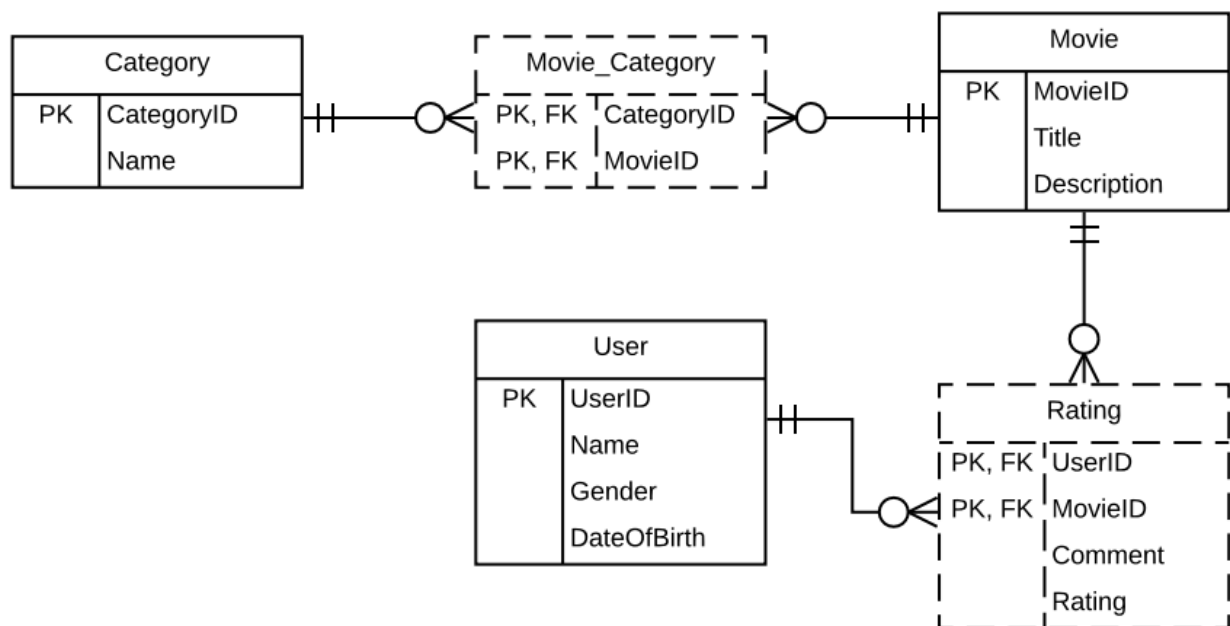 Category
PK CategoryID
Name
Movie_Category
PK, FK CategoryID
PK, FK MovieID
Movie
PK MovieID
Title
Description
User
PK UserID
Name
Gender
DateOfBirth
Rating
PK, FK UserID
PK, FK MovieID
Comment
Rating